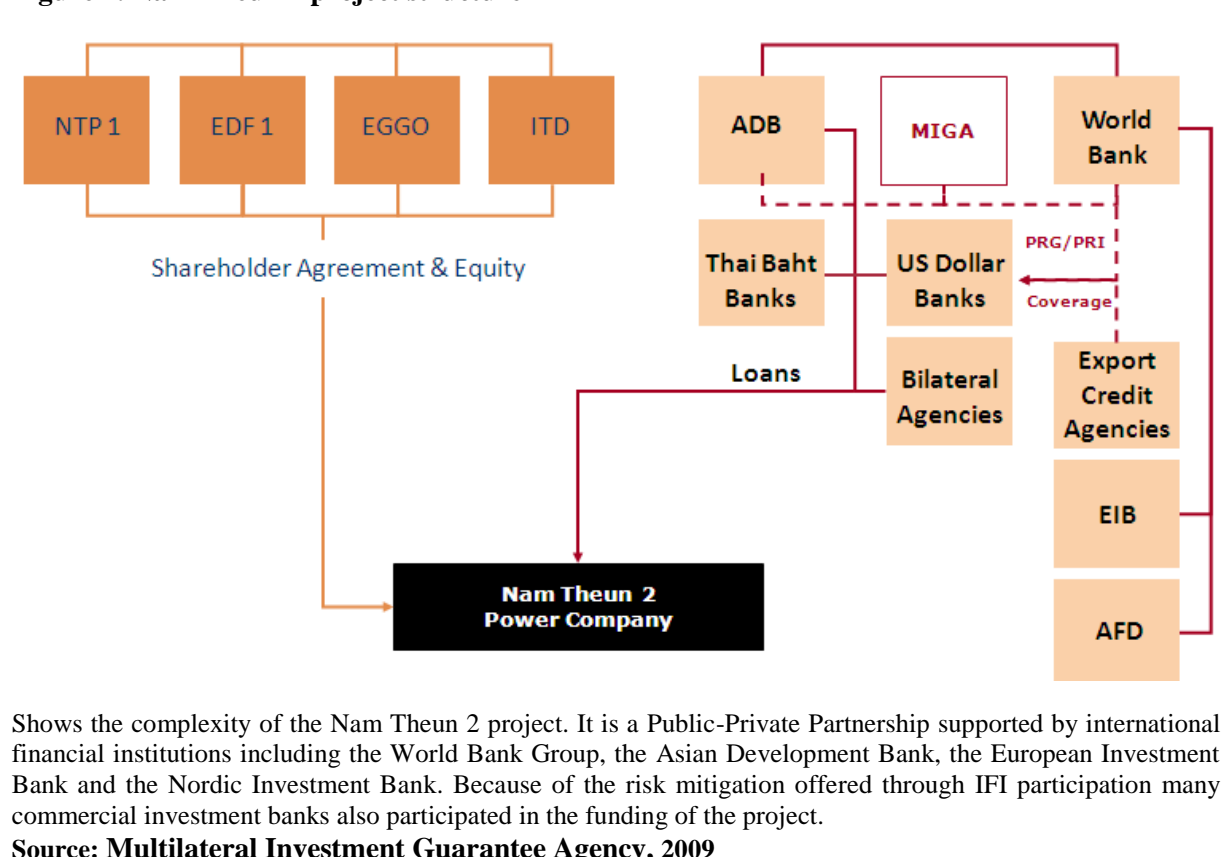 NTP 1
EDF 1
EGGO
ITD
Shareholder Agreement & Equity
ADB
MIGA
World
Bank
PRG/PRI
Coverage
Thai Baht
Banks
US Dollar
Banks
Loans
Bilateral
Agencies
Export
Credit
Agencies
EIB
AFD
Nam Theun 2
Power Company
Shows the complexity of the Nam Theun 2 project. It is a Public-Private Partnership supported by international
financial institutions including the World Bank Group, the Asian Development Bank, the European Investment
Bank and the Nordic Investment Bank. Because of the risk mitigation offered through IFI participation many
commercial investment banks also participated in the funding of the project.
Source: Multilateral Investment Guarantee Agency, 2009